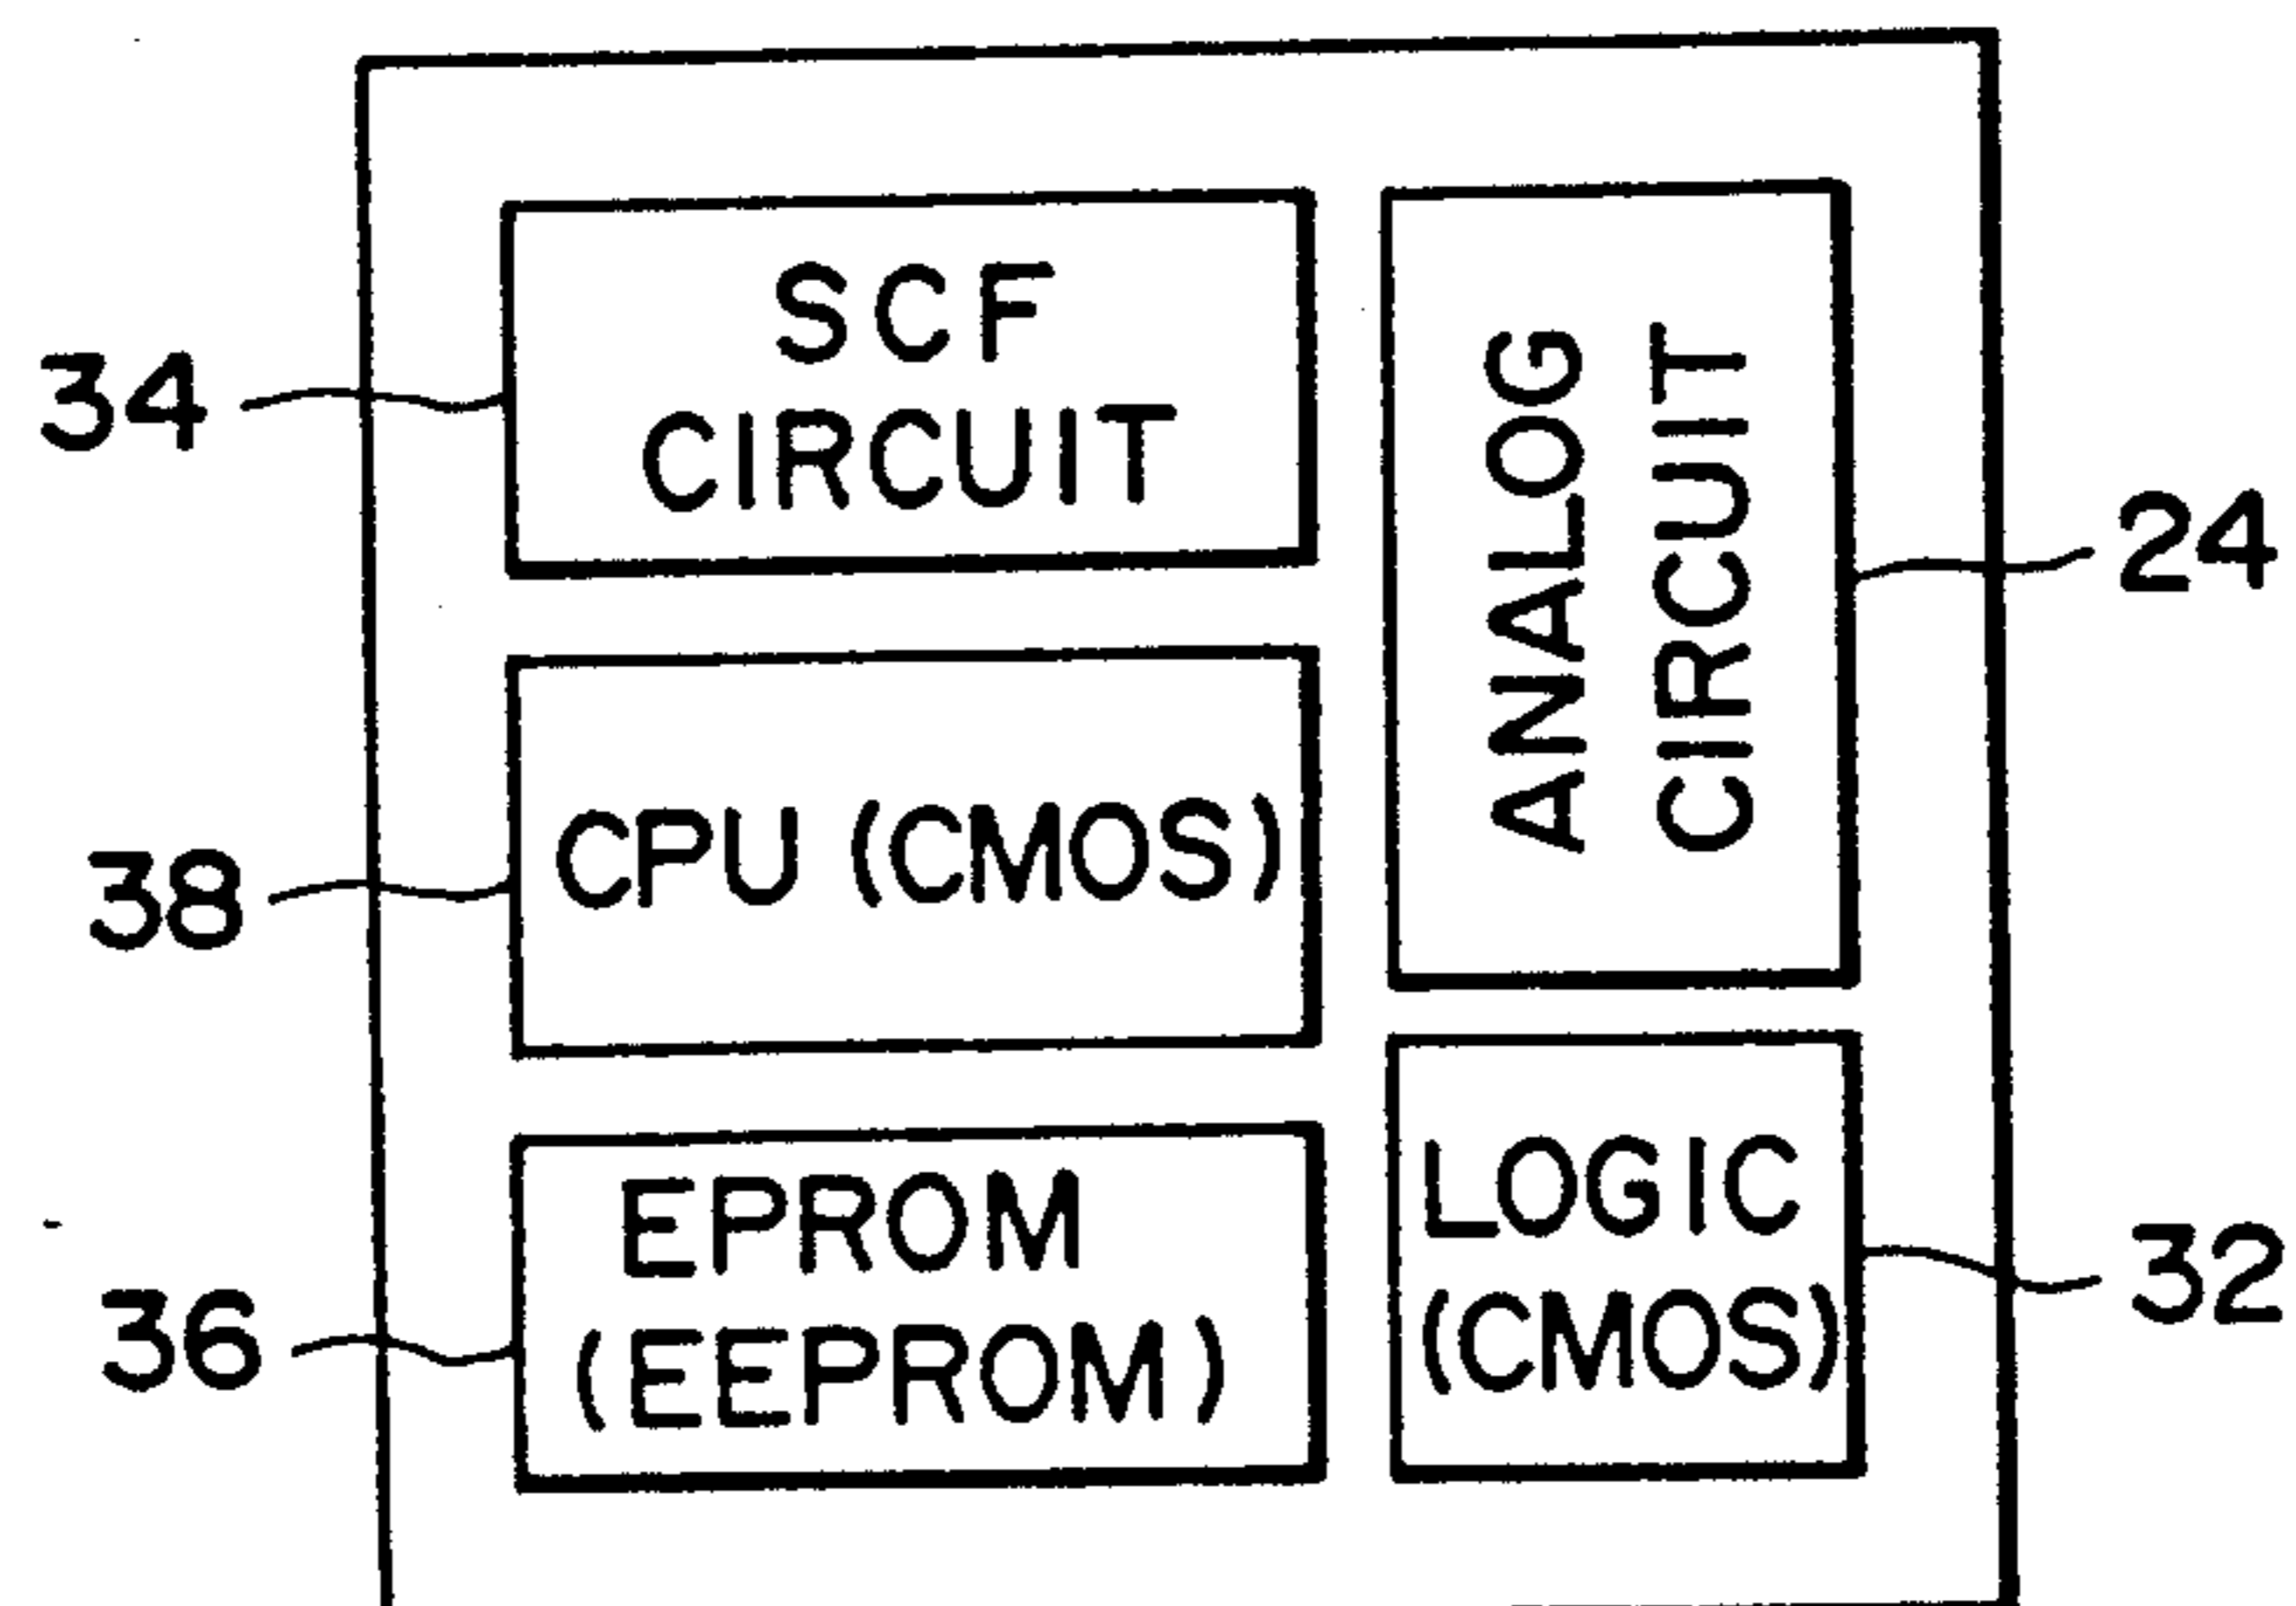 SCF
CIRCUIT
34
ANALOG
CIRCUIT
24
CPU (CMOS)
38
EPROM
(EEPROM)
36
LOGIC
(CMOS)
32